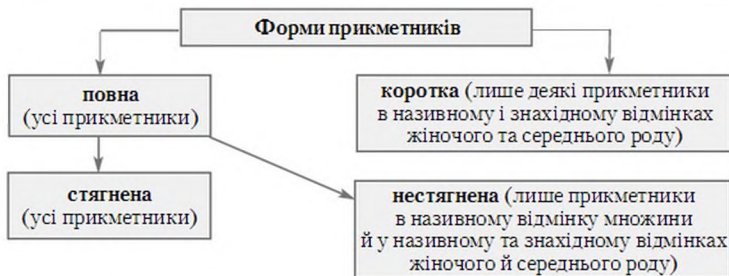 Форми прикметників
повна
(усі прикметники)
коротка (лише деякі прикметники
в називному і знахідному відмінках
жіночого та середнього роду)
стягнена
(усі прикметники)
нестягнена (лише прикметники
в називному відмінку множини
й у називному та знахідному відмінках
жіночого й середнього роду)